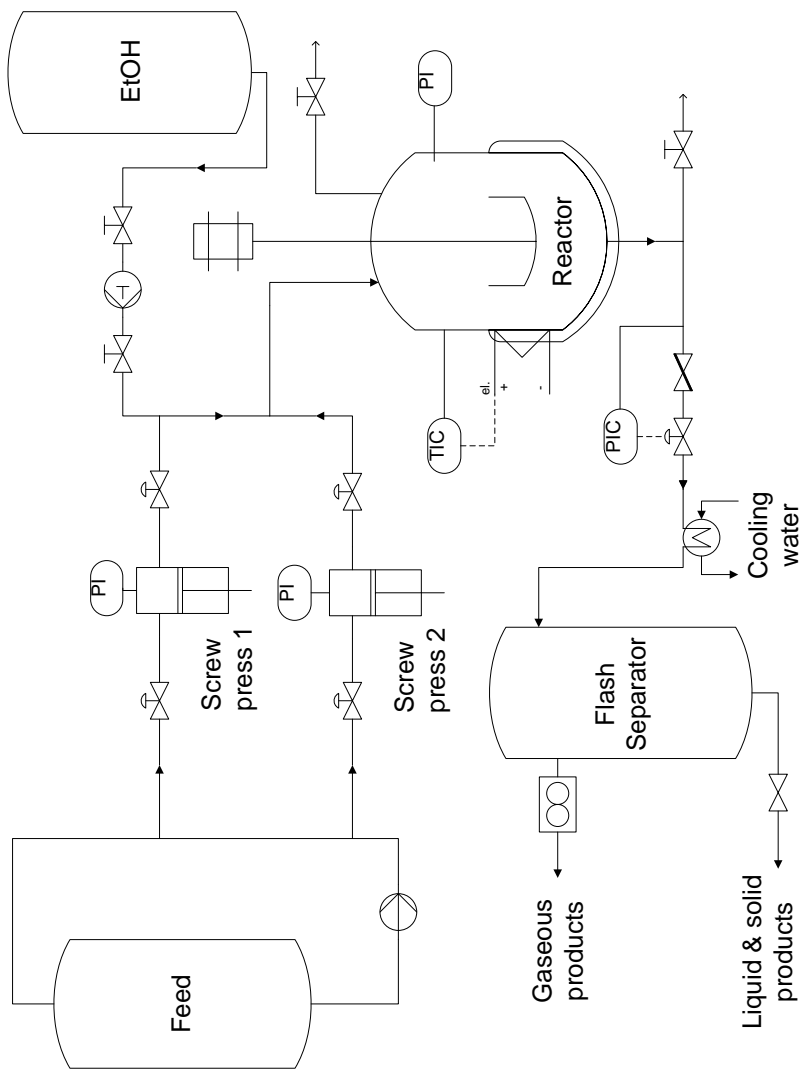 PI
EtOH
Feed
Screw
press 1
PI
Screw
press 2
PI
TIC
el.
+
-
Reactor
Gaseous
products
Flash
Separator
PIC
Liquid & solid
products
Cooling
water